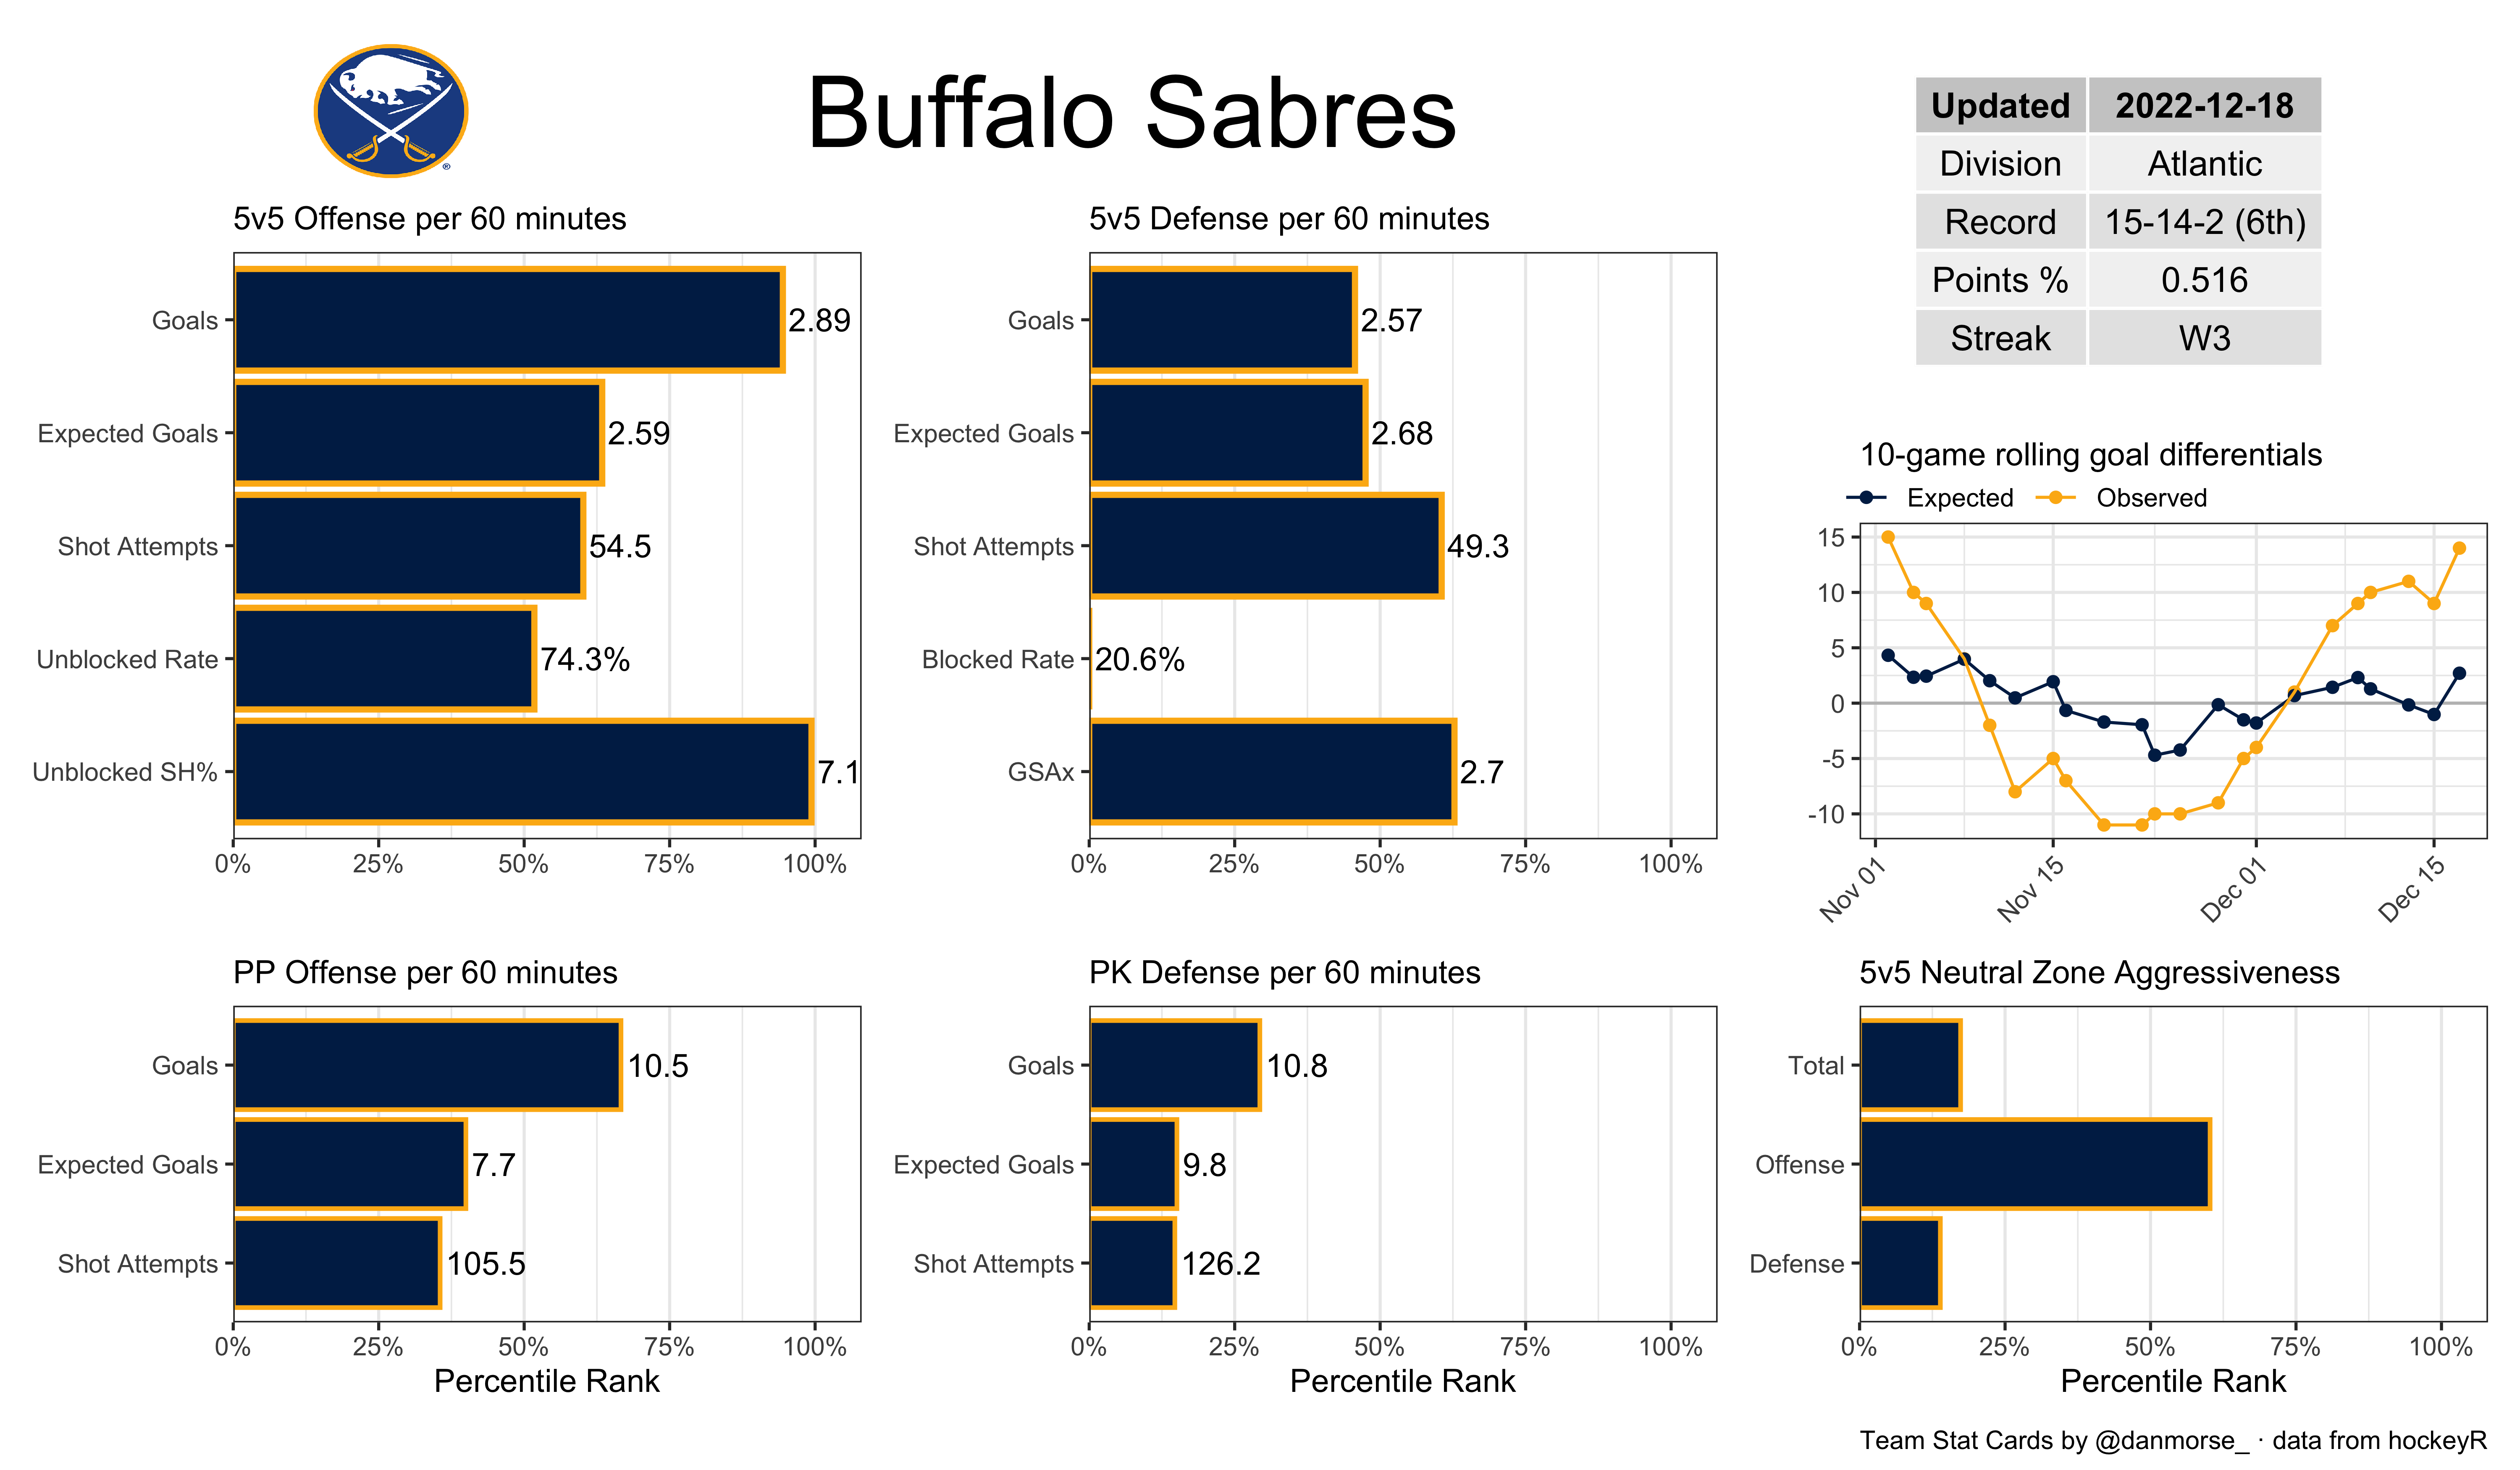 Buffalo Sabres
®
Updated 2022-12-18
Division Atlantic
Record 15-14-2 (6th)
Points % 0.516
Streak W3
5v5 Offense per 60 minutes
Goals 2.89
Expected Goals 2.59
Shot Attempts 54.5
Unblocked Rate 74.3%
Unblocked SH% 7.1
0% 25% 50% 75% 100%
5v5 Defense per 60 minutes
Goals 2.57
Expected Goals 2.68
Shot Attempts 49.3
Blocked Rate 20.6%
GSAx 2.7
0% 25% 50% 75% 100%
10-game rolling goal differentials
Expected Observed
15
10
5
0
-5
-10
Nov 01 Nov 15 Dec 01 Dec 15
PP Offense per 60 minutes
Goals 10.5
Expected Goals 7.7
Shot Attempts 105.5
0% 25% 50% 75% 100%
Percentile Rank
PK Defense per 60 minutes
Goals 10.8
Expected Goals 9.8
Shot Attempts 126.2
0% 25% 50% 75% 100%
Percentile Rank
5v5 Neutral Zone Aggressiveness
Total
Offense
Defense
0% 25% 50% 75% 100%
Percentile Rank
Team Stat Cards by @danmorse_ · data from hockeyR